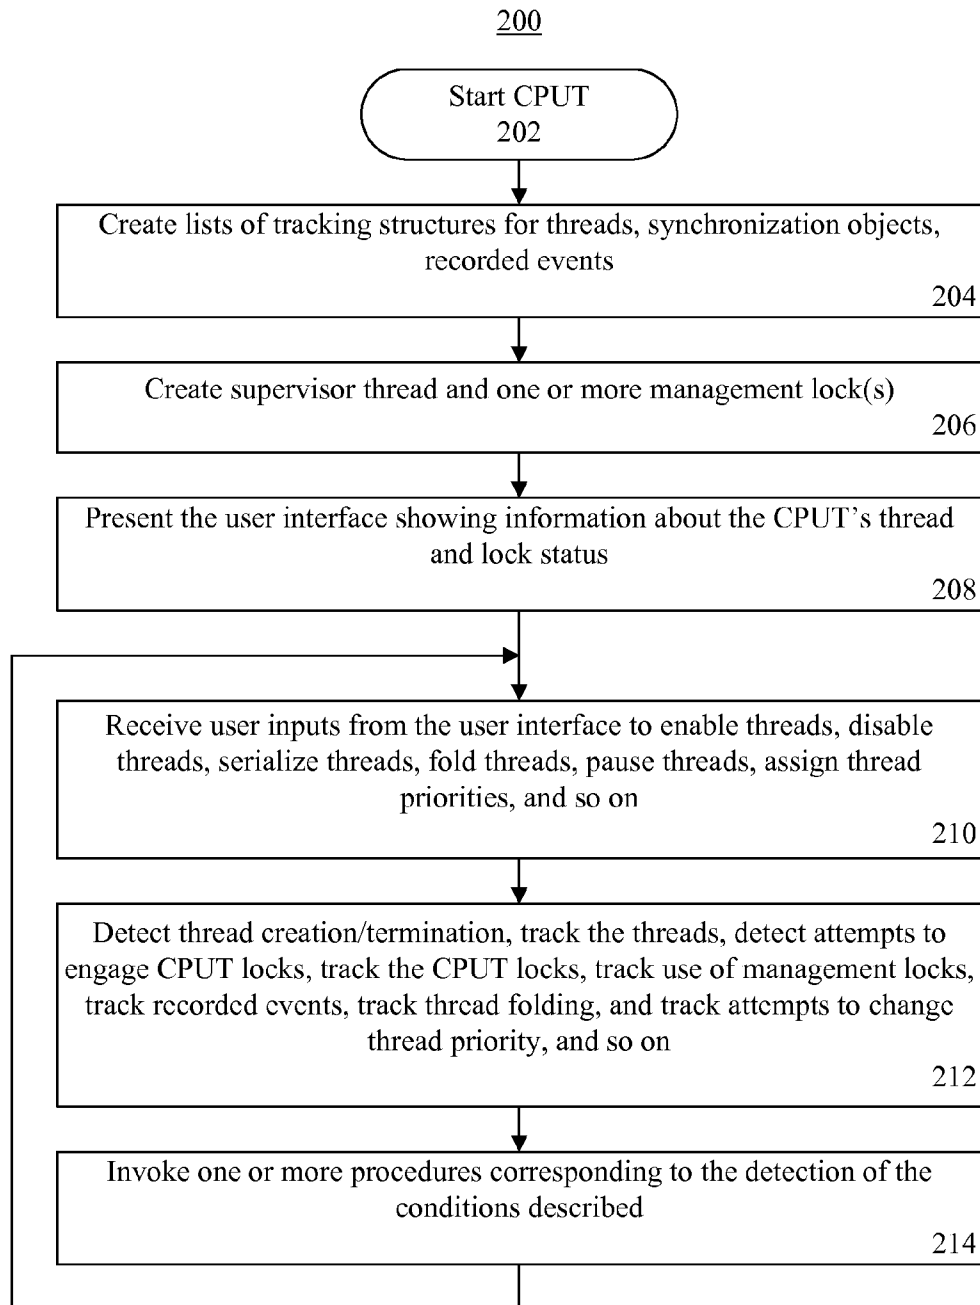 200
Start CPUT
202
Create lists of tracking structures for threads, synchronization objects,
recorded events
204
Create supervisor thread and one or more management lock(s)
206
Present the user interface showing information about the CPUT's thread
and lock status
208
Receive user inputs from the user interface to enable threads, disable
threads, serialize threads, fold threads, pause threads, assign thread
priorities, and so on
210
Detect thread creation/termination, track the threads, detect attempts to
engage CPUT locks, track the CPUT locks, track use of management locks,
track recorded events, track thread folding, and track attempts to change
thread priority, and so on
212
Invoke one or more procedures corresponding to the detection of the
conditions described
214